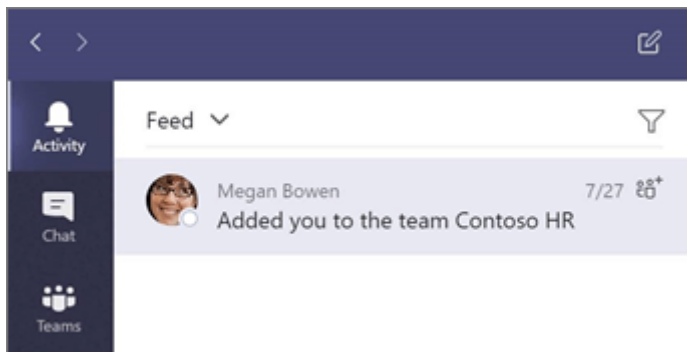 Activity
Chat
Teams
Feed
Megan Bowen 7/27
Added you to the team Contoso HR